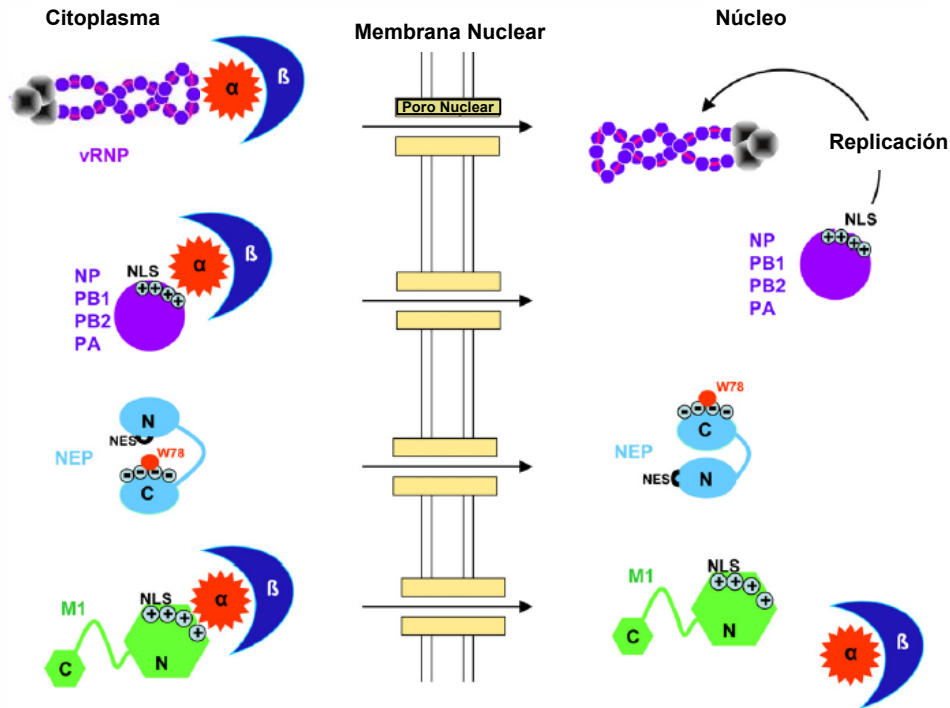 Citoplasma
Membrana Nuclear
Núcleo
α
ß
vRNP
Poro Nuclear
Replicación
NLS
NP
PB1
PB2
PA
NLS
α
ß
NP
PB1
PB2
PA
NEP
N
NES
W78
C
W78
C
NEP
NES
N
M1
NLS
α
ß
C
N
M1
NLS
C
N
α
ß